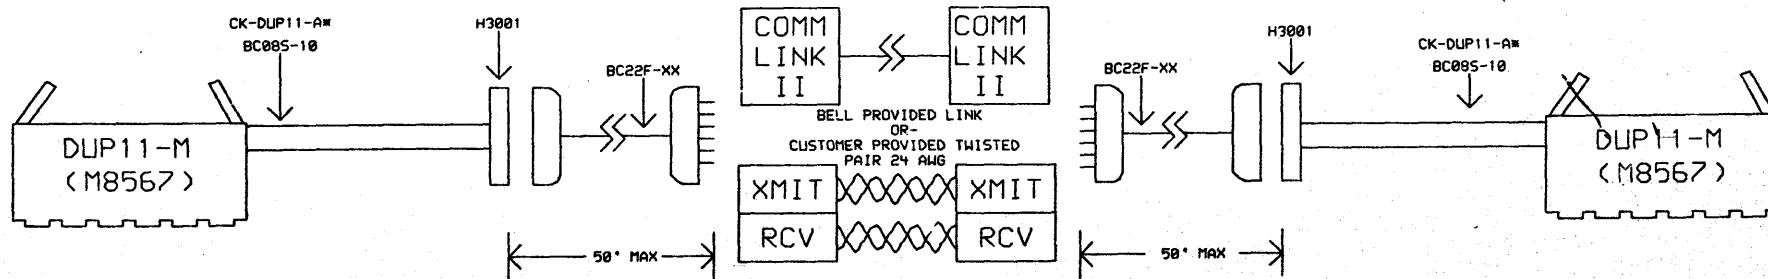 CK-DUP11-A*
BC08S-10
H3001
BC22F-XX
DUP11-M
(M8567)
50' MAX
COMM
LINK
II
COMM
LINK
II
BELL PROVIDED LINK
OR-
CUSTOMER PROVIDED TWISTED
PAIR 24 AWG
XMIT
XMIT
RCV
RCV
BC22F-XX
H3001
CK-DUP11-A*
BC08S-10
DUP11-M
(M8567)
50' MAX